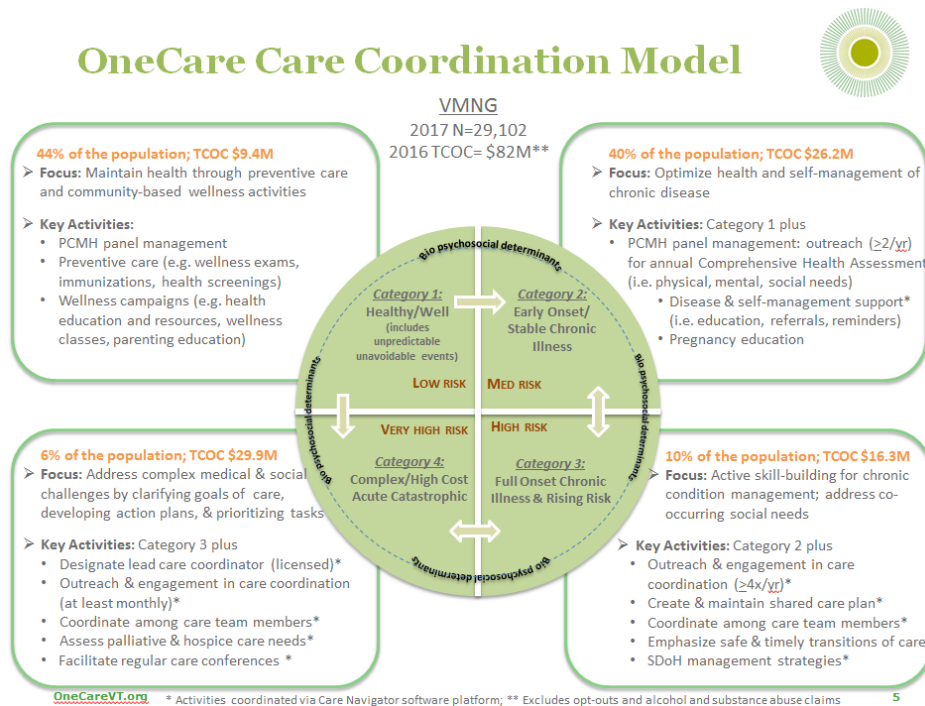 OneCare Care Coordination Model
VMNG
2017 N=29,102
2016 TCOC= $82M**
44% of the population; TCOC $9.4M
➢ Focus: Maintain health through preventive care
and community-based wellness activities
➢ Key Activities:
• PCMH panel management
• Preventive care (e.g. wellness exams,
immunizations, health screenings)
• Wellness campaigns (e.g. health
education and resources, wellness
classes, parenting education)
40% of the population; TCOC $26.2M
➢ Focus: Optimize health and self-management of
chronic disease
➢ Key Activities: Category 1 plus
• PCMH panel management: outreach (≥2/yr)
for annual Comprehensive Health Assessment
(i.e. physical, mental, social needs)
• Disease & self-management support*
(i.e. education, referrals, reminders)
• Pregnancy education
Bio psychosocial determinants
Category 1:
Healthy/Well
(includes
unpredictable
unavoidable events)
LOW RISK
Category 2:
Early Onset/
Stable Chronic
Illness
MED RISK
Bio psychosocial determinants
Bio psychosocial determinants
VERY HIGH RISK
Category 4:
Complex/High Cost
Acute Catastrophic
HIGH RISK
Category 3:
Full Onset Chronic
Illness & Rising Risk
Bio psychosocial determinants
6% of the population; TCOC $29.9M
➢ Focus: Address complex medical & social
challenges by clarifying goals of care,
developing action plans, & prioritizing tasks
➢ Key Activities: Category 3 plus
• Designate lead care coordinator (licensed)*
• Outreach & engagement in care coordination
(at least monthly)*
• Coordinate among care team members*
• Assess palliative & hospice care needs*
• Facilitate regular care conferences *
10% of the population; TCOC $16.3M
➢ Focus: Active skill-building for chronic
condition management; address co-
occurring social needs
➢ Key Activities: Category 2 plus
• Outreach & engagement in care
coordination (≥4x/yr)*
• Create & maintain shared care plan*
• Coordinate among care team members*
• Emphasize safe & timely transitions of care
• SDoH management strategies*
OneCareVT.org
* Activities coordinated via Care Navigator software platform; ** Excludes opt-outs and alcohol and substance abuse claims
5